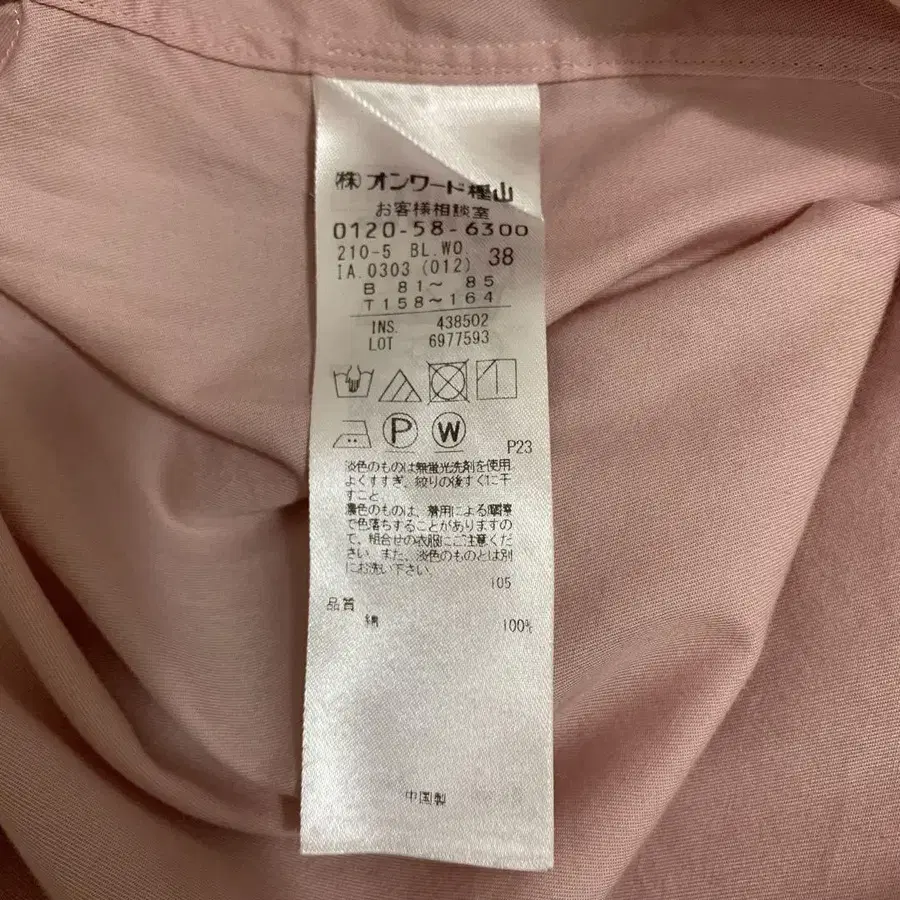 (株)オンワード樫山
お客様相談室
0120-58-6300
210-5 BL.WO. 38
IA.0303 (012)
B 81~ 85
T158~164
INS. 438502
LOT 6977593
P W
P23
淡色のものは無蛍光洗剤を使用
よくすすぎ、絞りの後すぐに干
すこと。
濃色のものは、着用による摩擦
で色落ちすることがありますの
で、組合せの衣服にご注意くだ
さい。また、淡色のものとは別
にお洗い下さい。
105
品質
綿 100%
中国製